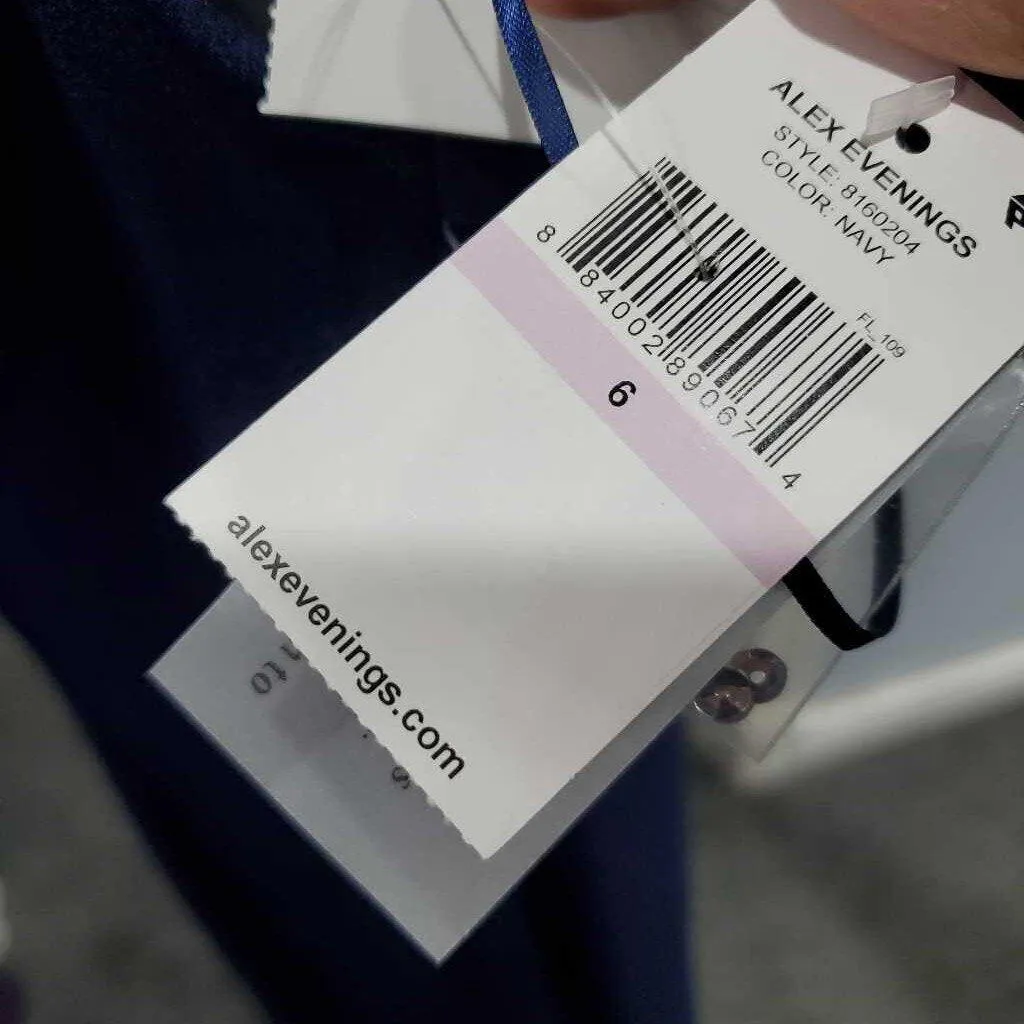 ALEX EVENINGS
STYLE: 8160204
COLOR: NAVY
FL_109
8 84002 89067 4
6
alexevenings.com